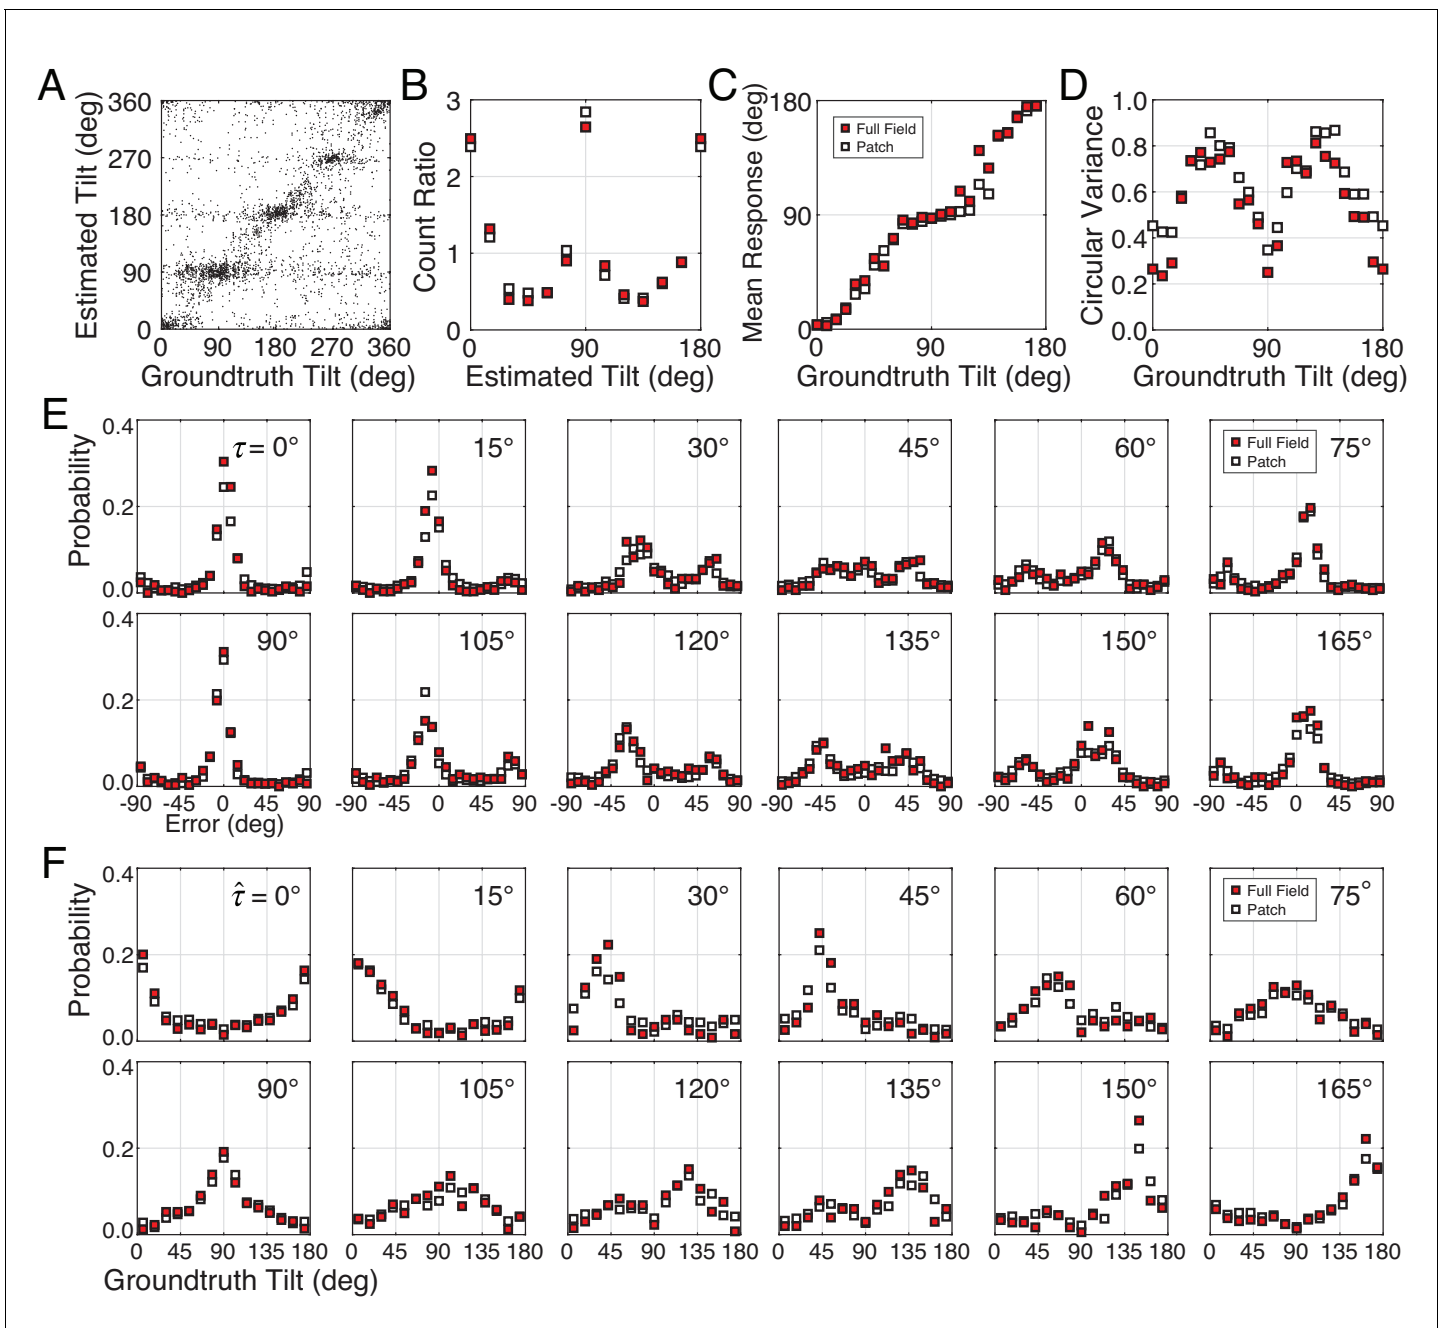 A
B
C
D
Estimated Tilt (deg)
360
270
180
90
0
0 90 180 270 360
Groundtruth Tilt (deg)
Count Ratio
3
2
1
0
0 90 180
Estimated Tilt (deg)
Mean Response (deg)
180
90
0
Full Field
Patch
0 90 180
Groundtruth Tilt (deg)
Circular Variance
1.0
0.8
0.6
0.4
0.2
0.0
0 90 180
Groundtruth Tilt (deg)
E
Probability
0.4
0.2
0.0
τ = 0°
15°
30°
45°
60°
75°
Full Field
Patch
0.4
0.2
0.0
90°
105°
120°
135°
150°
165°
-90 -45 0 45 90
-90 -45 0 45 90
-90 -45 0 45 90
-90 -45 0 45 90
-90 -45 0 45 90
-90 -45 0 45 90
Error (deg)
F
Probability
0.4
0.2
0.0
τ̂ = 0°
15°
30°
45°
60°
75°
Full Field
Patch
0.4
0.2
0.0
90°
105°
120°
135°
150°
165°
0 45 90 135 180
0 45 90 135 180
0 45 90 135 180
0 45 90 135 180
0 45 90 135 180
0 45 90 135 180
Groundtruth Tilt (deg)